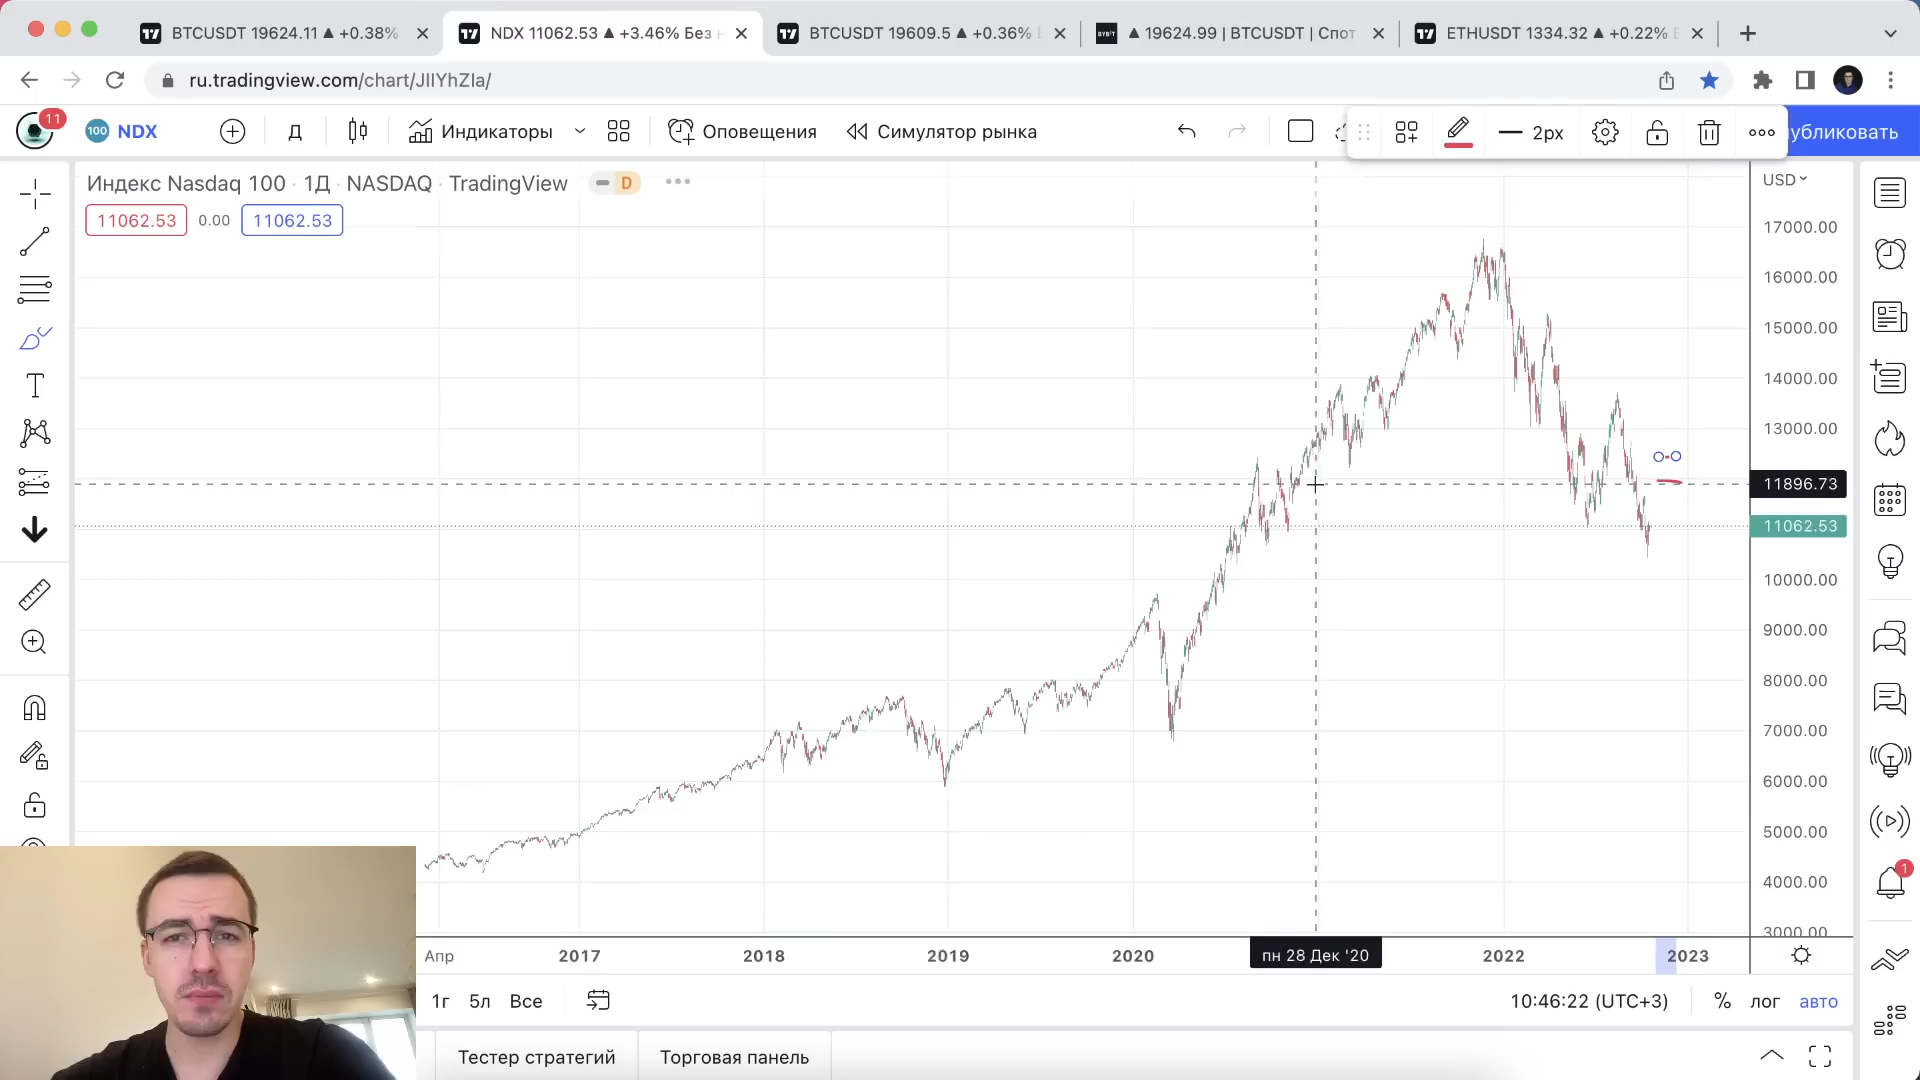 BTCUSDT 19624.11 ▲ +0.38%
NDX 11062.53 ▲ +3.46% Без
BTCUSDT 19609.5 ▲ +0.36%
▲ 19624.99 | BTCUSDT | Спот
ETHUSDT 1334.32 ▲ +0.22%
ru.tradingview.com/chart/JIIYhZIa/
11
100 NDX
Д
Индикаторы
Оповещения
Симулятор рынка
2px
убликовать
Индекс Nasdaq 100 · 1Д · NASDAQ · TradingView
D
11062.53 0.00 11062.53
USD
17000.00
16000.00
15000.00
14000.00
13000.00
11896.73
11062.53
10000.00
9000.00
8000.00
7000.00
6000.00
5000.00
4000.00
3000.00
1
Апр 2017 2018 2019 2020 пн 28 Дек '20 2022 2023
1г 5л Все
10:46:22 (UTC+3) % лог авто
Тестер стратегий Торговая панель